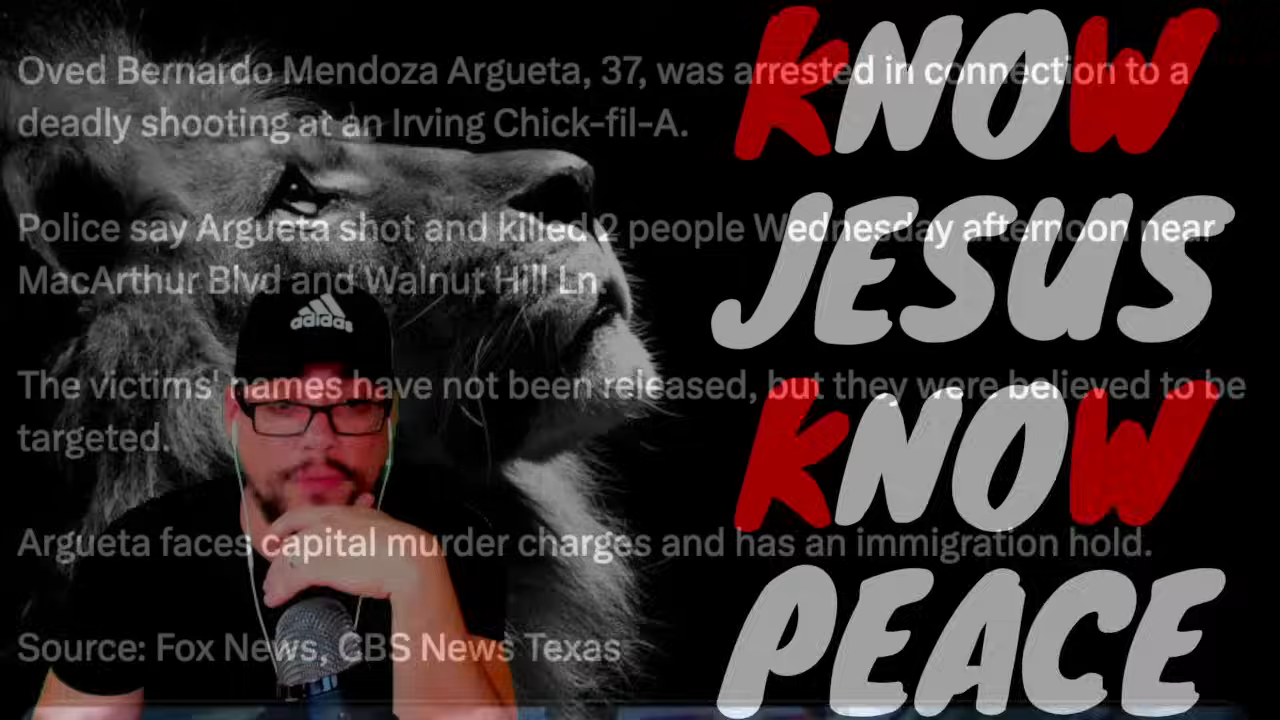 Oved Bernardo Mendoza Argueta, 37, was arrested in connection to a
deadly shooting at an Irving Chick-fil-A.
Police say Argueta shot and killed 2 people Wednesday afternoon near
MacArthur Blvd and Walnut Hill Ln.
The victims' names have not been released, but they were believed to be
targeted.
Argueta faces capital murder charges and has an immigration hold.
Source: Fox News, CBS News Texas
KNOW
JESUS
KNOW
PEACE
adidas